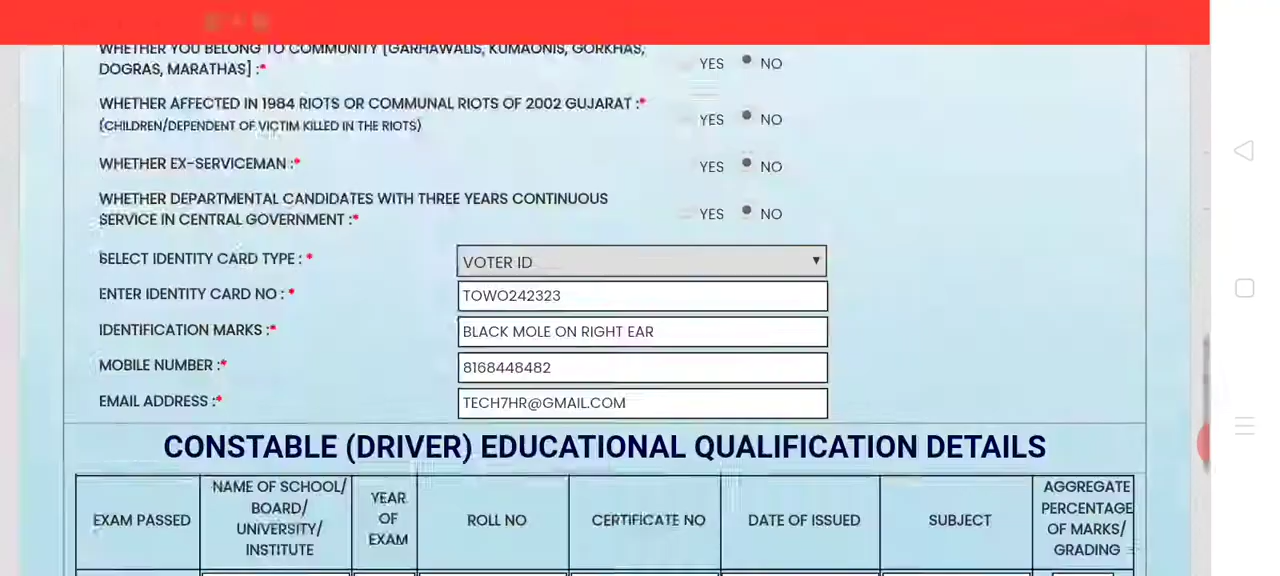 WHETHER YOU BELONG TO COMMUNITY [GARHAWALIS, KUMAONIS, GORKHAS,
DOGRAS, MARATHAS] :* YES NO
WHETHER AFFECTED IN 1984 RIOTS OR COMMUNAL RIOTS OF 2002 GUJARAT :*
(CHILDREN/DEPENDENT OF VICTIM KILLED IN THE RIOTS) YES NO
WHETHER EX-SERVICEMAN :* YES NO
WHETHER DEPARTMENTAL CANDIDATES WITH THREE YEARS CONTINUOUS
SERVICE IN CENTRAL GOVERNMENT :* YES NO
SELECT IDENTITY CARD TYPE : * VOTER ID
ENTER IDENTITY CARD NO : * TOWO242323
IDENTIFICATION MARKS :* BLACK MOLE ON RIGHT EAR
MOBILE NUMBER :* 8168448482
EMAIL ADDRESS :* TECH7HR@GMAIL.COM
CONSTABLE (DRIVER) EDUCATIONAL QUALIFICATION DETAILS
EXAM PASSED
NAME OF SCHOOL/
BOARD/
UNIVERSITY/
INSTITUTE
YEAR
OF
EXAM
ROLL NO
CERTIFICATE NO
DATE OF ISSUED
SUBJECT
AGGREGATE
PERCENTAGE
OF MARKS/
GRADING